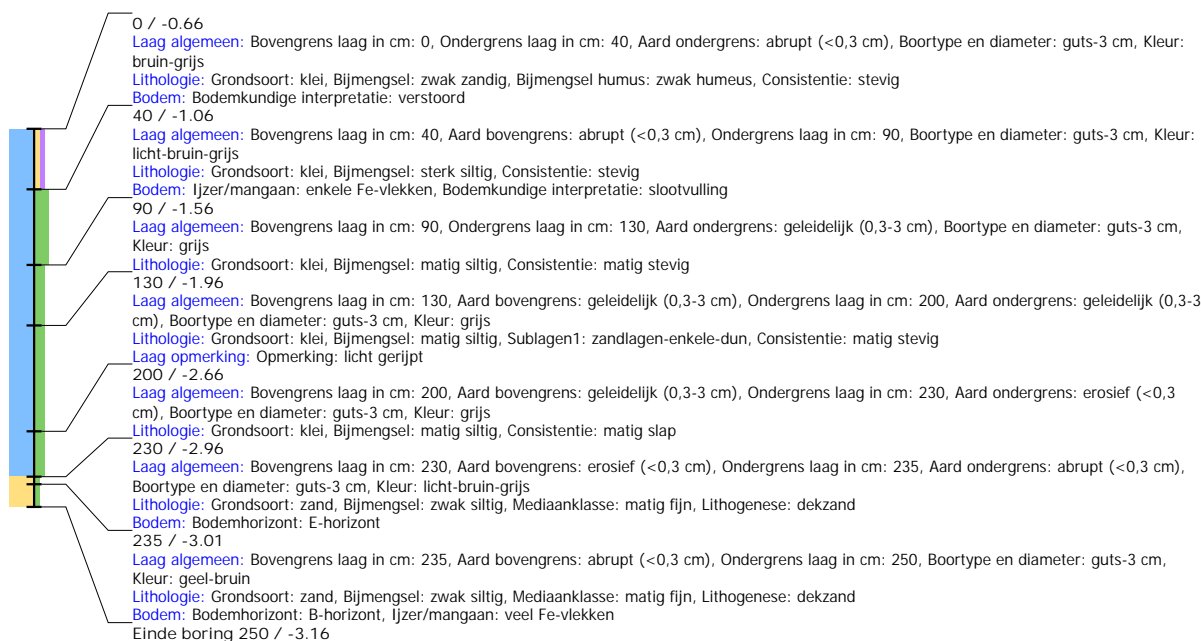 0 / -0.66
Laag algemeen: Bovengrens laag in cm: 0, Ondergrens laag in cm: 40, Aard ondergrens: abrupt (<0,3 cm), Boortype en diameter: guts-3 cm, Kleur:
bruin-grijs
Lithologie: Grondsoort: klei, Bijmengsel: zwak zandig, Bijmengsel humus: zwak humeus, Consistentie: stevig
Bodem: Bodemkundige interpretatie: verstoord
40 / -1.06
Laag algemeen: Bovengrens laag in cm: 40, Aard bovengrens: abrupt (<0,3 cm), Ondergrens laag in cm: 90, Boortype en diameter: guts-3 cm, Kleur:
licht-bruin-grijs
Lithologie: Grondsoort: klei, Bijmengsel: sterk siltig, Consistentie: stevig
Bodem: Ijzer/mangaan: enkele Fe-vlekken, Bodemkundige interpretatie: slootvulling
90 / -1.56
Laag algemeen: Bovengrens laag in cm: 90, Ondergrens laag in cm: 130, Aard ondergrens: geleidelijk (0,3-3 cm), Boortype en diameter: guts-3 cm,
Kleur: grijs
Lithologie: Grondsoort: klei, Bijmengsel: matig siltig, Consistentie: matig stevig
130 / -1.96
Laag algemeen: Bovengrens laag in cm: 130, Aard bovengrens: geleidelijk (0,3-3 cm), Ondergrens laag in cm: 200, Aard ondergrens: geleidelijk (0,3-3
cm), Boortype en diameter: guts-3 cm, Kleur: grijs
Lithologie: Grondsoort: klei, Bijmengsel: matig siltig, Sublagen1: zandlagen-enkele-dun, Consistentie: matig stevig
Laag opmerking: Opmerking: licht gerijpt
200 / -2.66
Laag algemeen: Bovengrens laag in cm: 200, Aard bovengrens: geleidelijk (0,3-3 cm), Ondergrens laag in cm: 230, Aard ondergrens: erosief (<0,3
cm), Boortype en diameter: guts-3 cm, Kleur: grijs
Lithologie: Grondsoort: klei, Bijmengsel: matig siltig, Consistentie: matig slap
230 / -2.96
Laag algemeen: Bovengrens laag in cm: 230, Aard bovengrens: erosief (<0,3 cm), Ondergrens laag in cm: 235, Aard ondergrens: abrupt (<0,3 cm),
Boortype en diameter: guts-3 cm, Kleur: licht-bruin-grijs
Lithologie: Grondsoort: zand, Bijmengsel: zwak siltig, Mediaanklasse: matig fijn, Lithogenese: dekzand
Bodem: Bodemhorizont: E-horizont
235 / -3.01
Laag algemeen: Bovengrens laag in cm: 235, Aard bovengrens: abrupt (<0,3 cm), Ondergrens laag in cm: 250, Boortype en diameter: guts-3 cm,
Kleur: geel-bruin
Lithologie: Grondsoort: zand, Bijmengsel: zwak siltig, Mediaanklasse: matig fijn, Lithogenese: dekzand
Bodem: Bodemhorizont: B-horizont, Ijzer/mangaan: veel Fe-vlekken
Einde boring 250 / -3.16